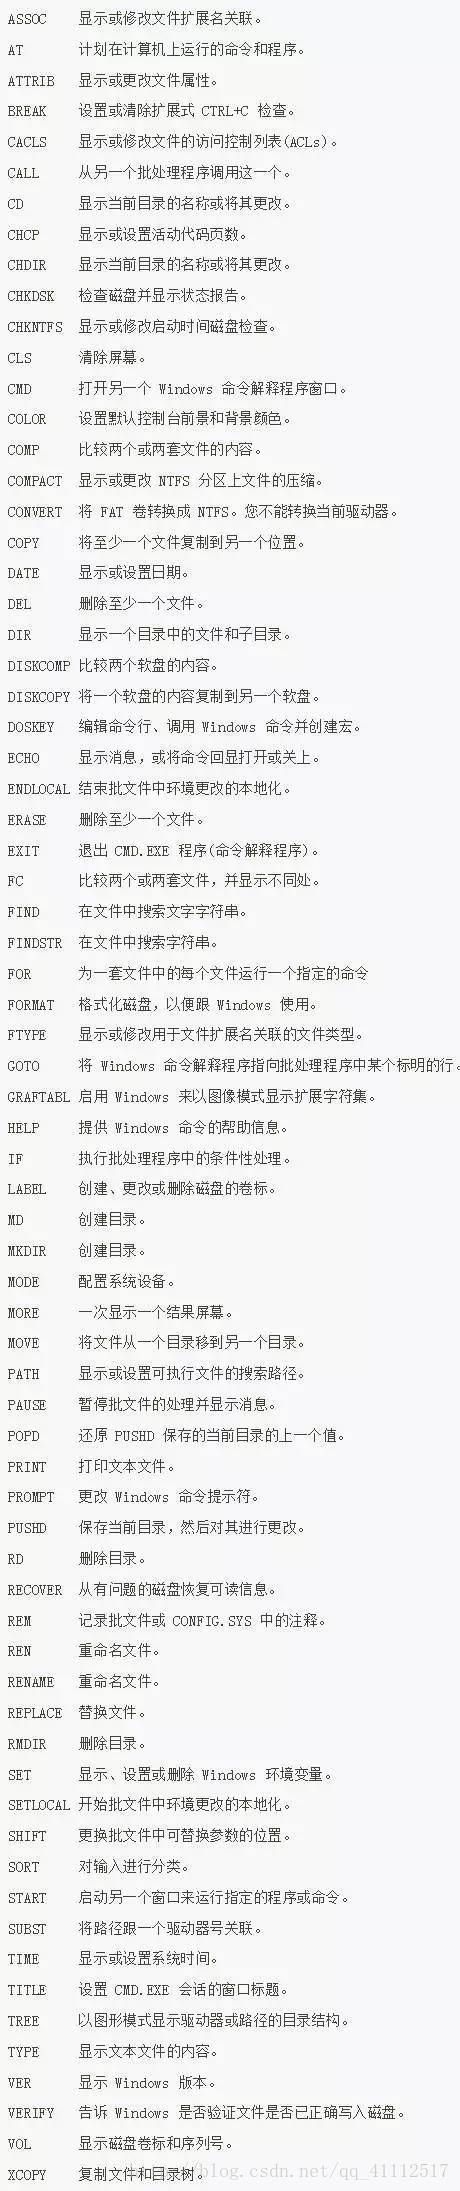 ASSOC 显示或修改文件扩展名关联。
AT 计划在计算机上运行的命令和程序。
ATTRIB 显示或更改文件属性。
BREAK 设置或清除扩展式 CTRL+C 检查。
CACLS 显示或修改文件的访问控制列表(ACLs)。
CALL 从另一个批处理程序调用这一个。
CD 显示当前目录的名称或将其更改。
CHCP 显示或设置活动代码页数。
CHDIR 显示当前目录的名称或将其更改。
CHKDSK 检查磁盘并显示状态报告。
CHKNTFS 显示或修改启动时间磁盘检查。
CLS 清除屏幕。
CMD 打开另一个 Windows 命令解释程序窗口。
COLOR 设置默认控制台前景和背景颜色。
COMP 比较两个或两套文件的内容。
COMPACT 显示或更改 NTFS 分区上文件的压缩。
CONVERT 将 FAT 卷转换成 NTFS。您不能转换当前驱动器。
COPY 将至少一个文件复制到另一个位置。
DATE 显示或设置日期。
DEL 删除至少一个文件。
DIR 显示一个目录中的文件和子目录。
DISKCOMP 比较两个软盘的内容。
DISKCOPY 将一个软盘的内容复制到另一个软盘。
DOSKEY 编辑命令行、调用 Windows 命令并创建宏。
ECHO 显示消息，或将命令回显打开或关上。
ENDLOCAL 结束批文件中环境更改的本地化。
ERASE 删除至少一个文件。
EXIT 退出 CMD.EXE 程序(命令解释程序)。
FC 比较两个或两套文件，并显示不同处。
FIND 在文件中搜索文字字符串。
FINDSTR 在文件中搜索字符串。
FOR 为一套文件中的每个文件运行一个指定的命令
FORMAT 格式化磁盘，以便跟 Windows 使用。
FTYPE 显示或修改用于文件扩展名关联的文件类型。
GOTO 将 Windows 命令解释程序指向批处理程序中某个标明的行。
GRAFTABL 启用 Windows 来以图像模式显示扩展字符集。
HELP 提供 Windows 命令的帮助信息。
IF 执行批处理程序中的条件性处理。
LABEL 创建、更改或删除磁盘的卷标。
MD 创建目录。
MKDIR 创建目录。
MODE 配置系统设备。
MORE 一次显示一个结果屏幕。
MOVE 将文件从一个目录移到另一个目录。
PATH 显示或设置可执行文件的搜索路径。
PAUSE 暂停批文件的处理并显示消息。
POPD 还原 PUSHD 保存的当前目录的上一个值。
PRINT 打印文本文件。
PROMPT 更改 Windows 命令提示符。
PUSHD 保存当前目录，然后对其进行更改。
RD 删除目录。
RECOVER 从有问题的磁盘恢复可读信息。
REM 记录批文件或 CONFIG.SYS 中的注释。
REN 重命名文件。
RENAME 重命名文件。
REPLACE 替换文件。
RMDIR 删除目录。
SET 显示、设置或删除 Windows 环境变量。
SETLOCAL 开始批文件中环境更改的本地化。
SHIFT 更换批文件中可替换参数的位置。
SORT 对输入进行分类。
START 启动另一个窗口来运行指定的程序或命令。
SUBST 将路径跟一个驱动器号关联。
TIME 显示或设置系统时间。
TITLE 设置 CMD.EXE 会话的窗口标题。
TREE 以图形模式显示驱动器或路径的目录结构。
TYPE 显示文本文件的内容。
VER 显示 Windows 版本。
VERIFY 告诉 Windows 是否验证文件是否已正确写入磁盘。
VOL 显示磁盘卷标和序列号。
XCOPY 复制文件和目录树。
https://blog.csdn.net/qq_41112517